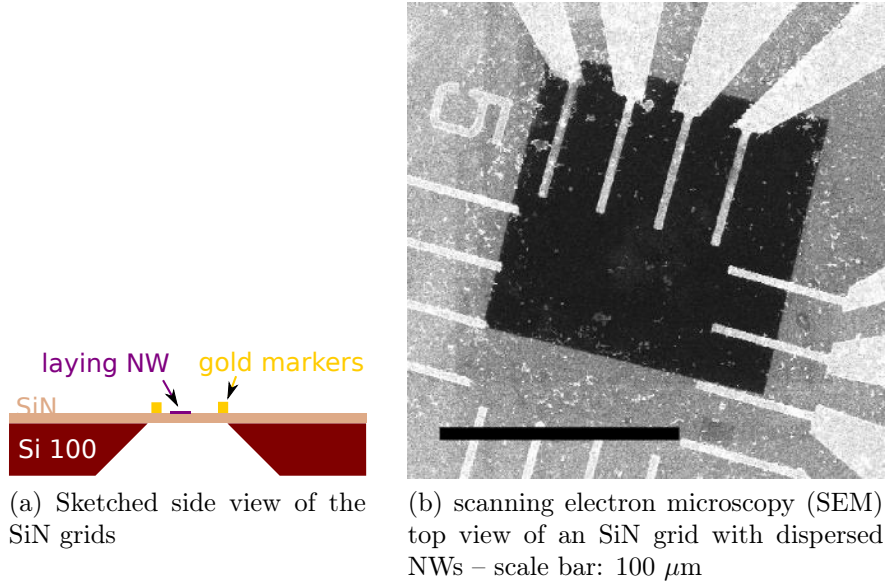 5
laying NW
gold markers
SiN
Si 100
(a) Sketched side view of the
SiN grids
(b) scanning electron microscopy (SEM)
top view of an SiN grid with dispersed
NWs – scale bar: 100 μm